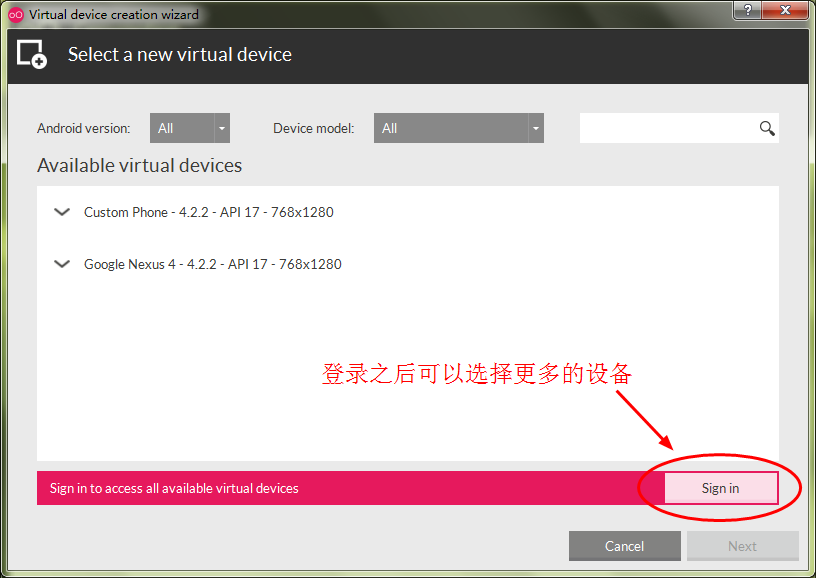 Virtual device creation wizard
Select a new virtual device
Android version: All Device model: All
Available virtual devices
Custom Phone - 4.2.2 - API 17 - 768x1280
Google Nexus 4 - 4.2.2 - API 17 - 768x1280
登录之后可以选择更多的设备
Sign in to access all available virtual devices Sign in
Cancel Next